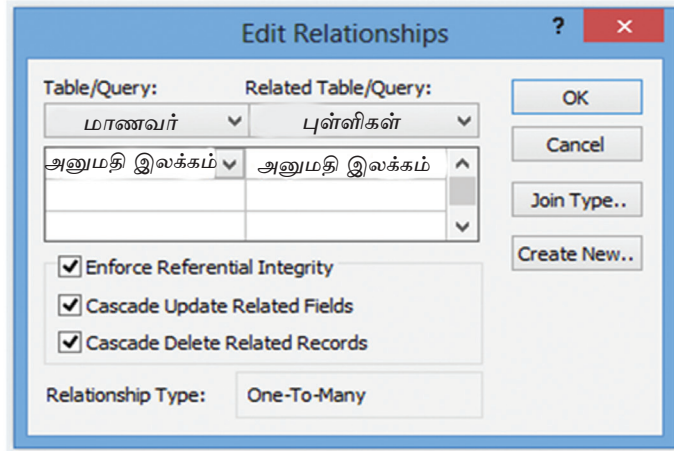 Edit Relationships ?
Table/Query: Related Table/Query:
மாணவர் புள்ளிகள் OK
அனுமதி இலக்கம் அனுமதி இலக்கம் Cancel
Join Type..
Create New..
Enforce Referential Integrity
Cascade Update Related Fields
Cascade Delete Related Records
Relationship Type: One-To-Many